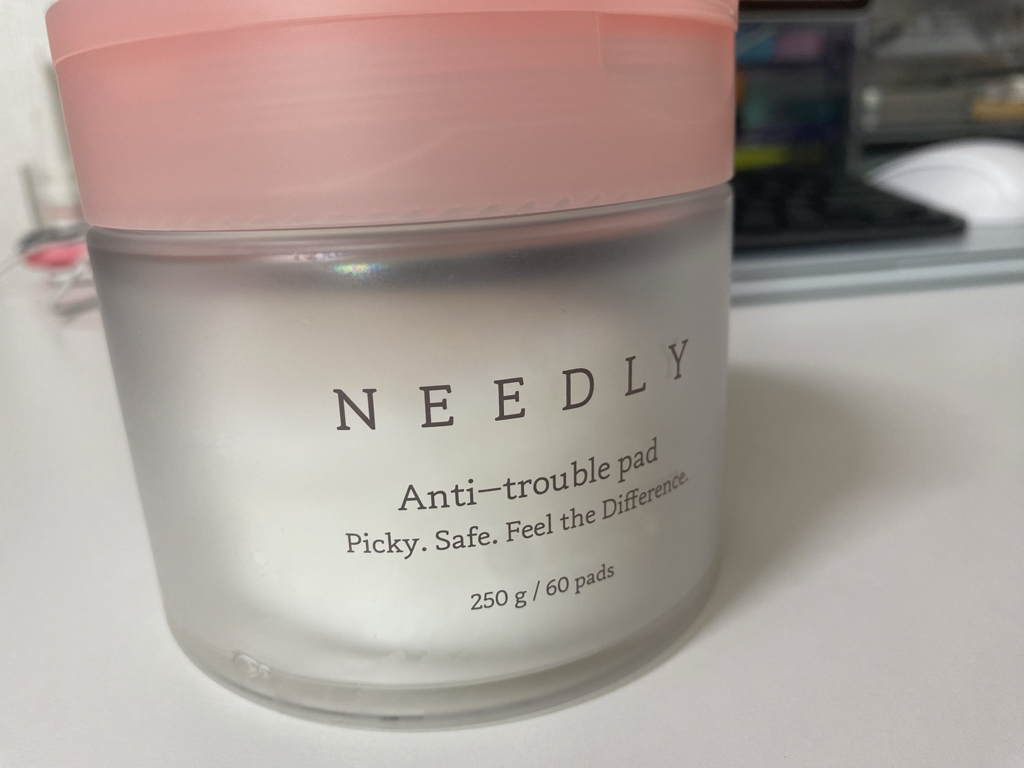 NEEDLY
Anti-trouble pad
Picky. Safe. Feel the Difference.
250 g / 60 pads